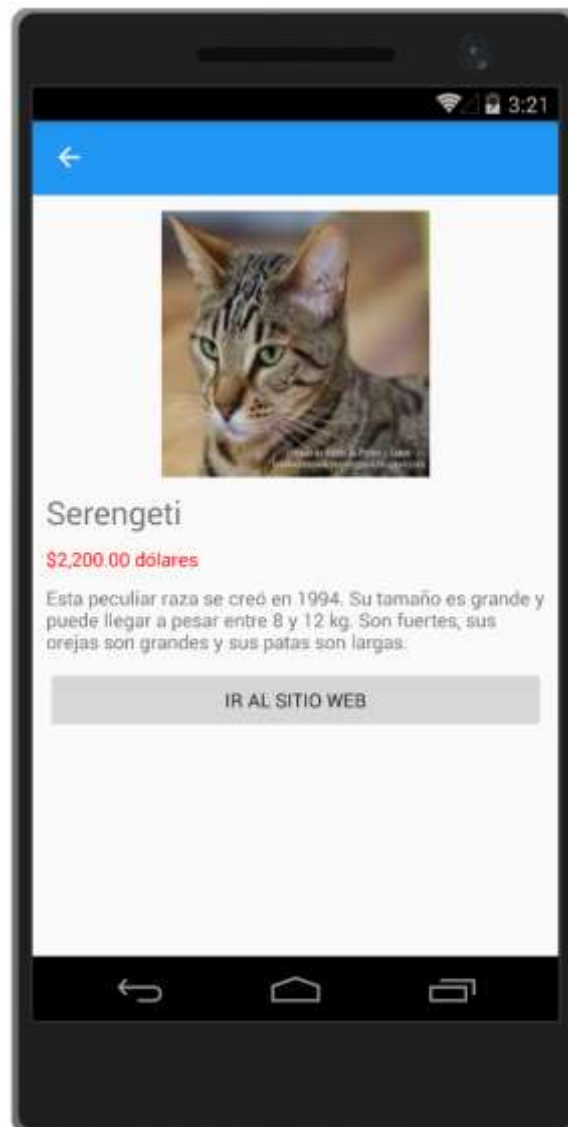 3:21
Serengeti
$2,200.00 dólares
Esta peculiar raza se creó en 1994. Su tamaño es grande y
puede llegar a pesar entre 8 y 12 kg. Son fuertes, sus
orejas son grandes y sus patas son largas.
IR AL SITIO WEB